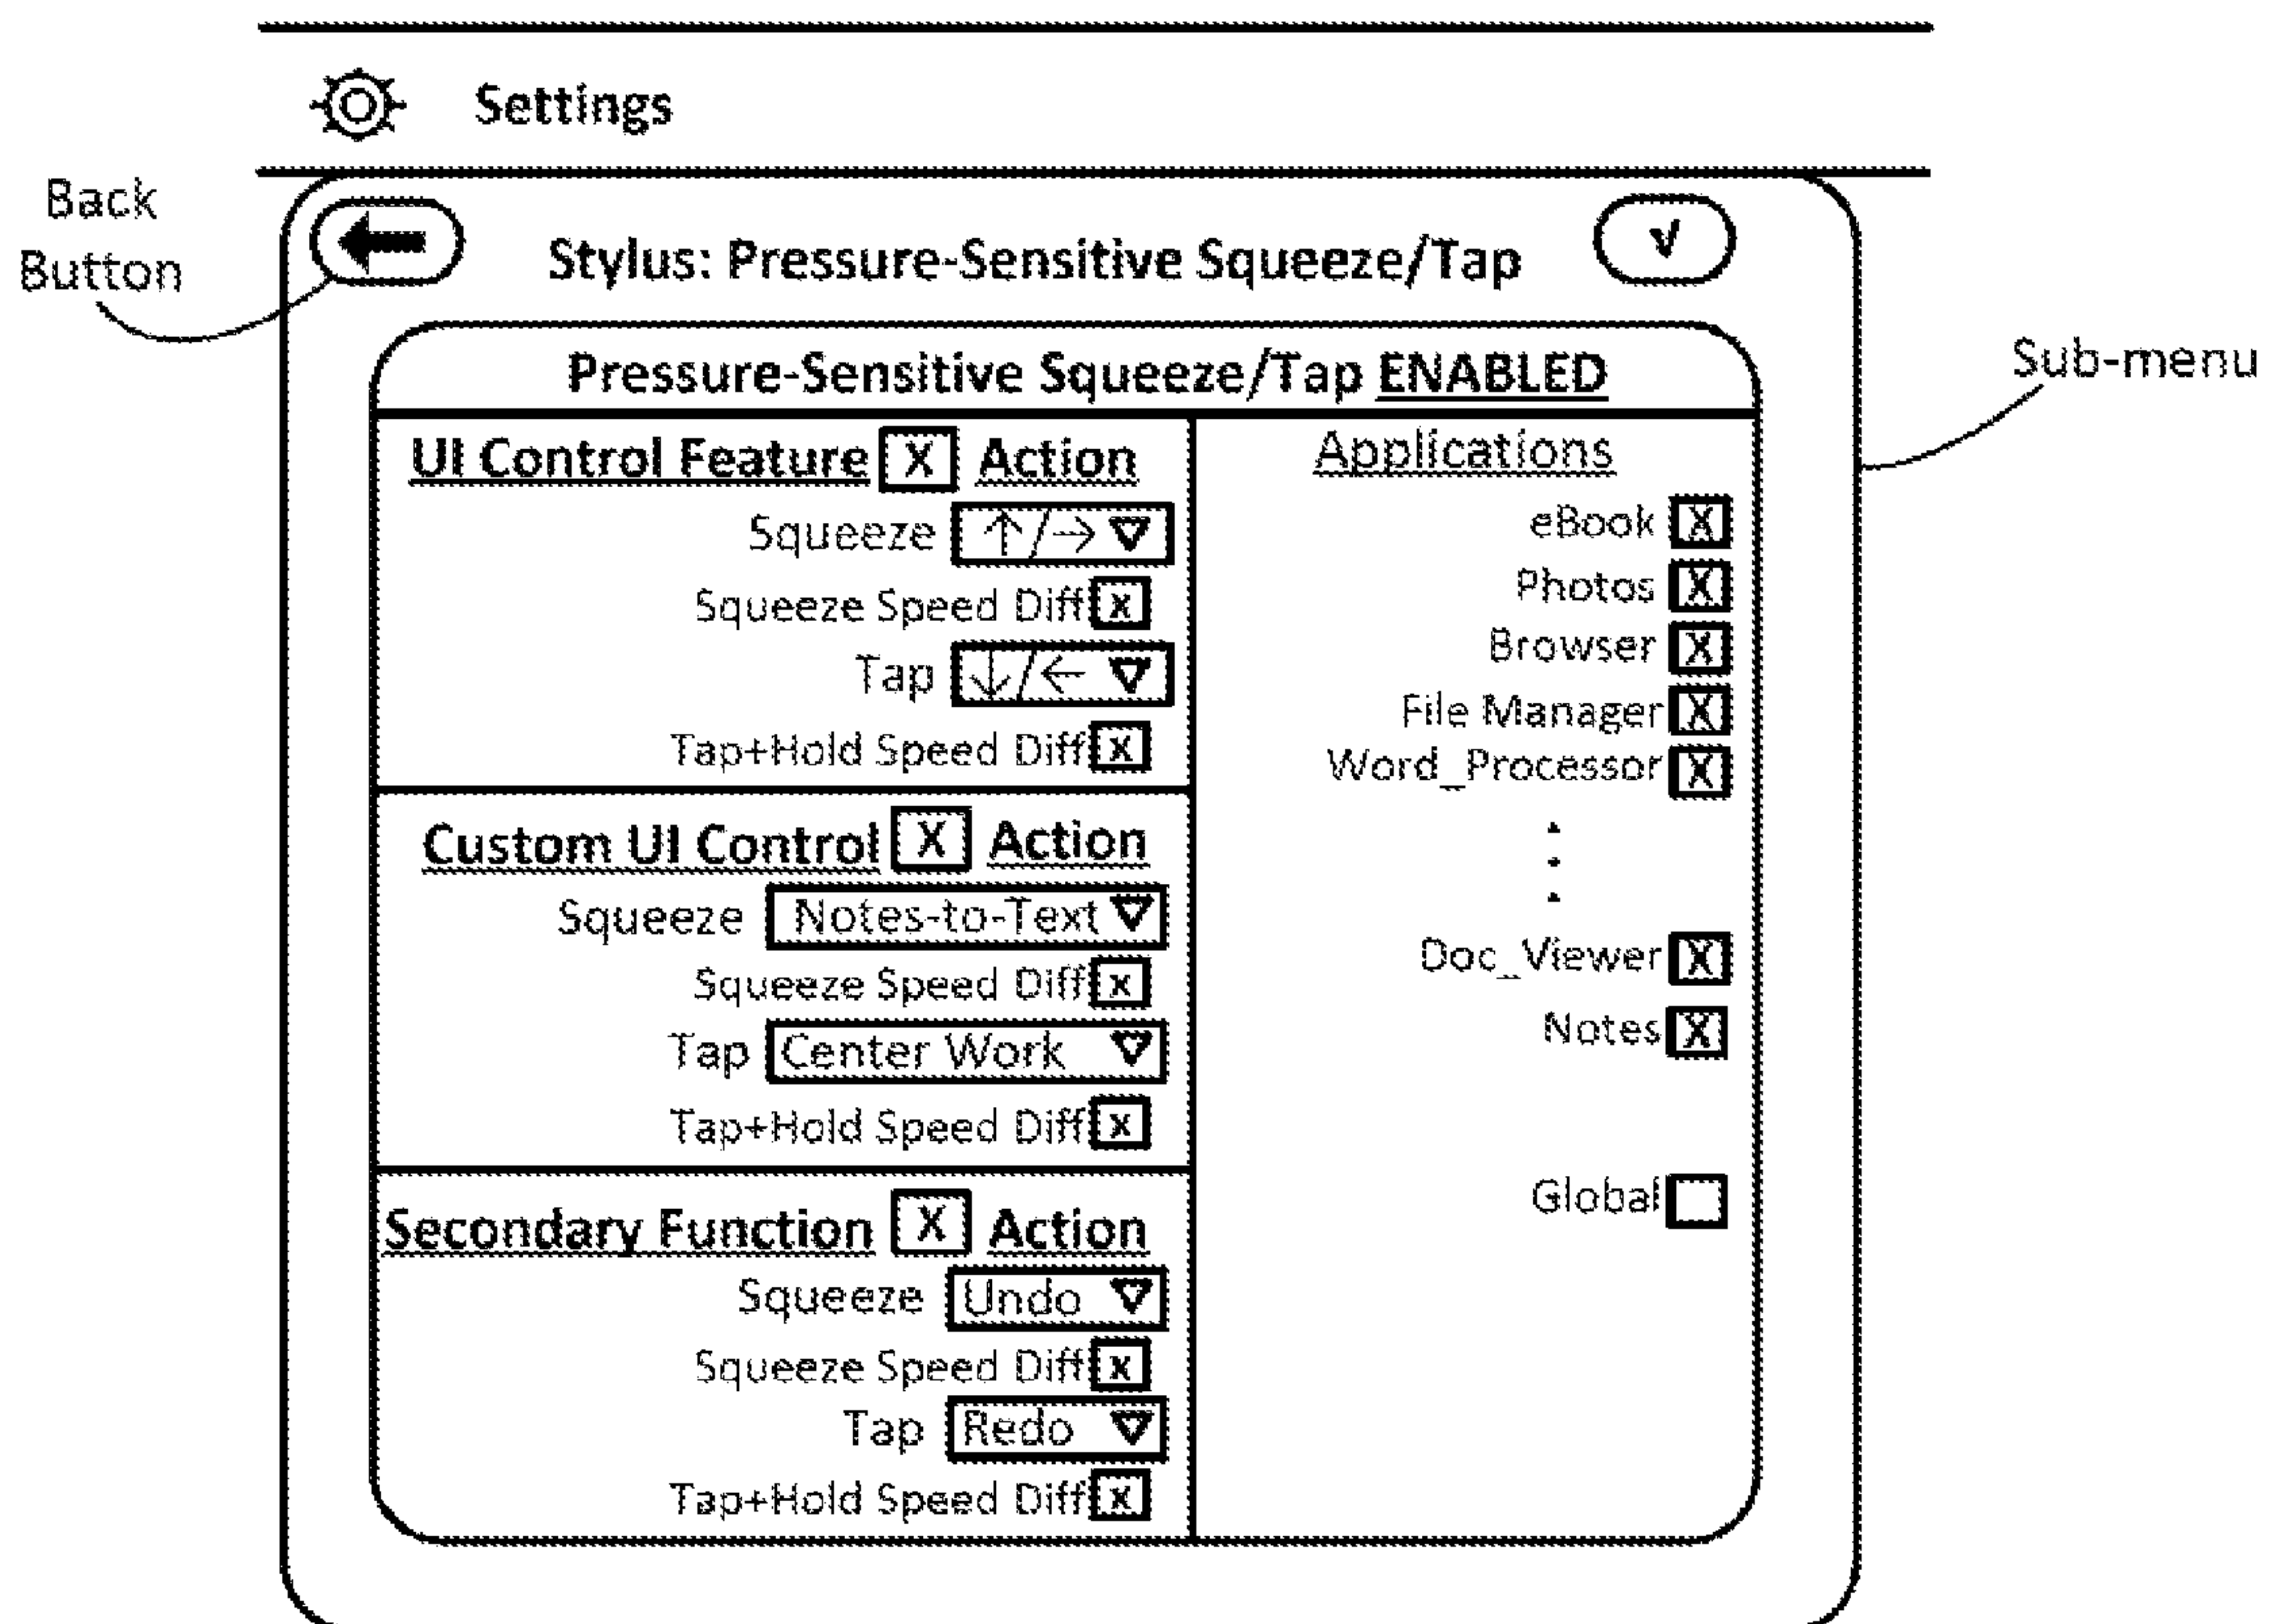 Settings
Back
Button
Stylus: Pressure-Sensitive Squeeze/Tap
√
Sub-menu
Pressure-Sensitive Squeeze/Tap ENABLED
UI Control Feature X Action
Squeeze ↑/→ ▽
Squeeze Speed Diff x
Tap ↓/← ▽
Tap+Hold Speed Diff x
Custom UI Control X Action
Squeeze Notes-to-Text ▽
Squeeze Speed Diff x
Tap Center Work ▽
Tap+Hold Speed Diff x
Secondary Function X Action
Squeeze Undo ▽
Squeeze Speed Diff x
Tap Redo ▽
Tap+Hold Speed Diff x
Applications
eBook X
Photos X
Browser X
File Manager X
Word_Processor X
Doc_Viewer X
Notes X
Global